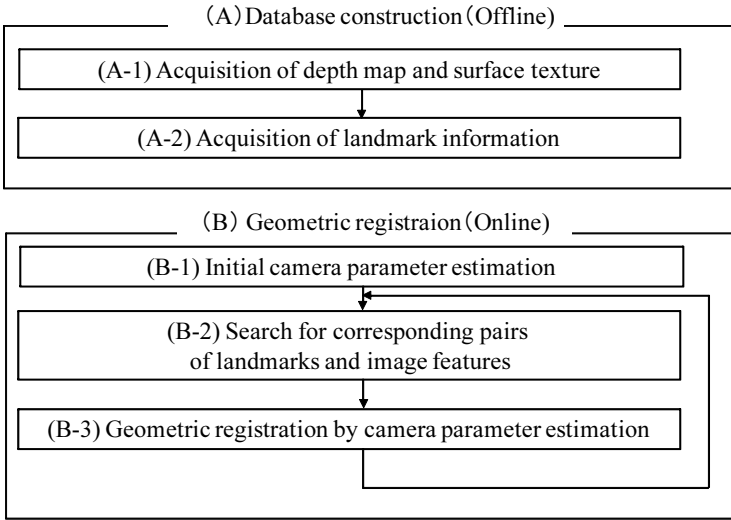 (A) Database construction (Offline)
(A-1) Acquisition of depth map and surface texture
(A-2) Acquisition of landmark information
(B) Geometric registraion (Online)
(B-1) Initial camera parameter estimation
(B-2) Search for corresponding pairs
of landmarks and image features
(B-3) Geometric registration by camera parameter estimation